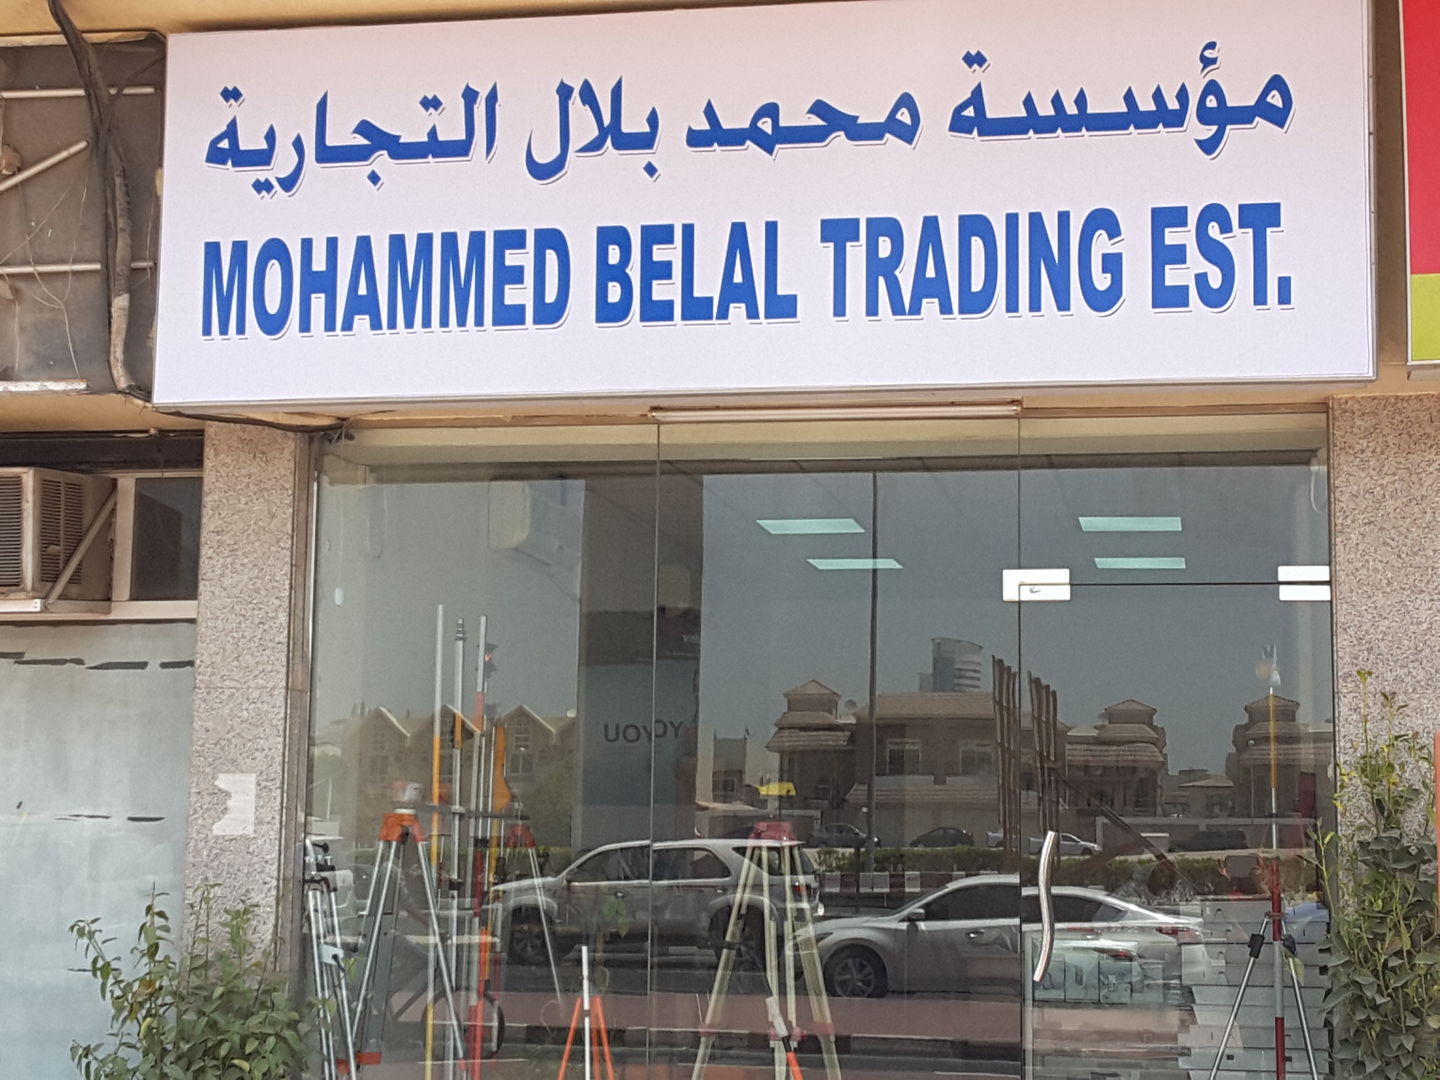 مؤسسة محمد بلال التجارية
MOHAMMED BELAL TRADING EST.